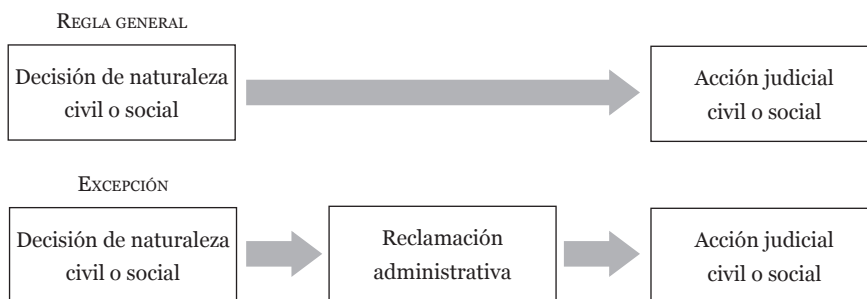 REGLA GENERAL
Decisión de naturaleza
civil o social
Acción judicial
civil o social
EXCEPCIÓN
Decisión de naturaleza
civil o social
Reclamación
administrativa
Acción judicial
civil o social